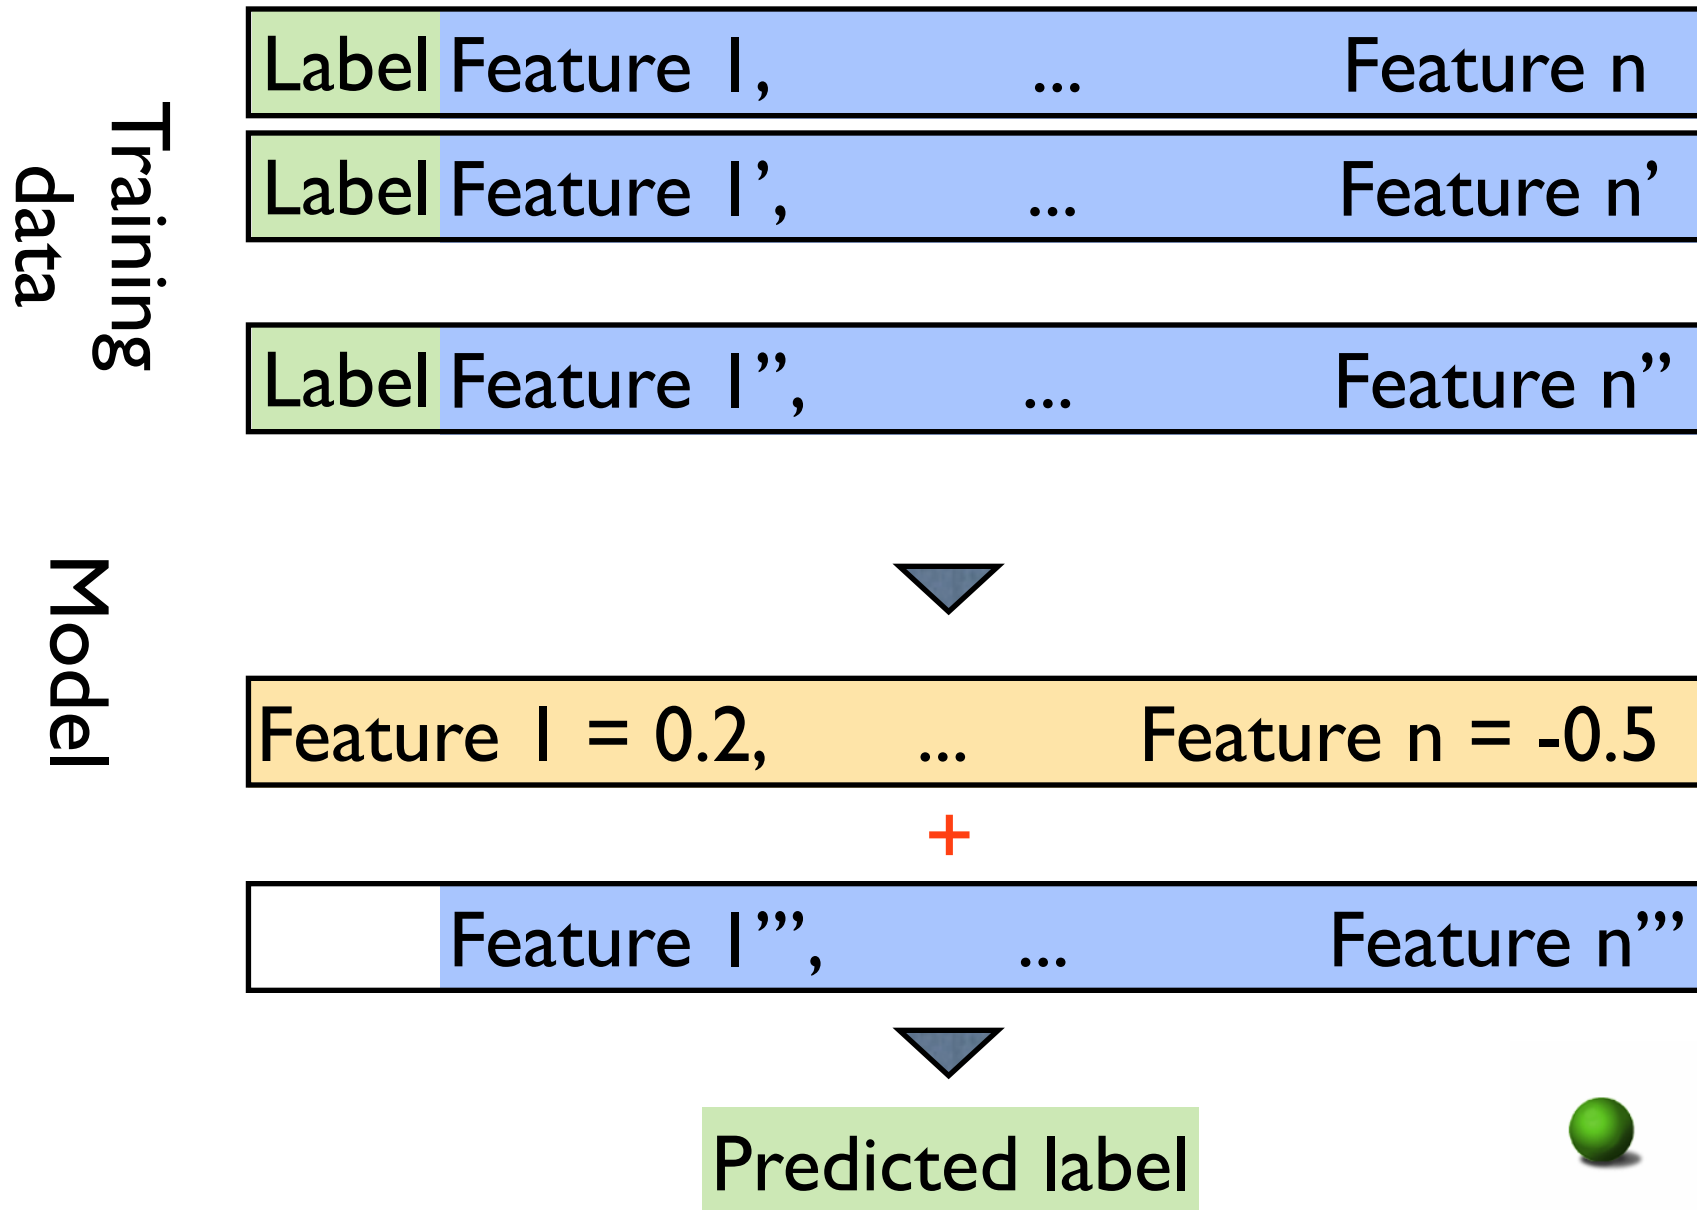 Training
data
Label Feature 1, ... Feature n
Label Feature 1’, ... Feature n’
Label Feature 1’’, ... Feature n’’
Model
Feature 1 = 0.2, ... Feature n = -0.5
+
Feature 1’’’, ... Feature n’’’
Predicted label